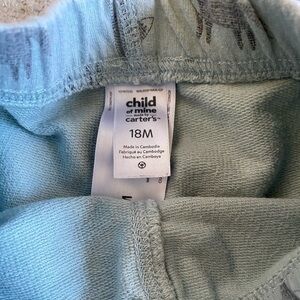 child
of mine
made by
carter's
18M
Made in Cambodia
Fabriqué au Cambodge
Hecho en Camboya